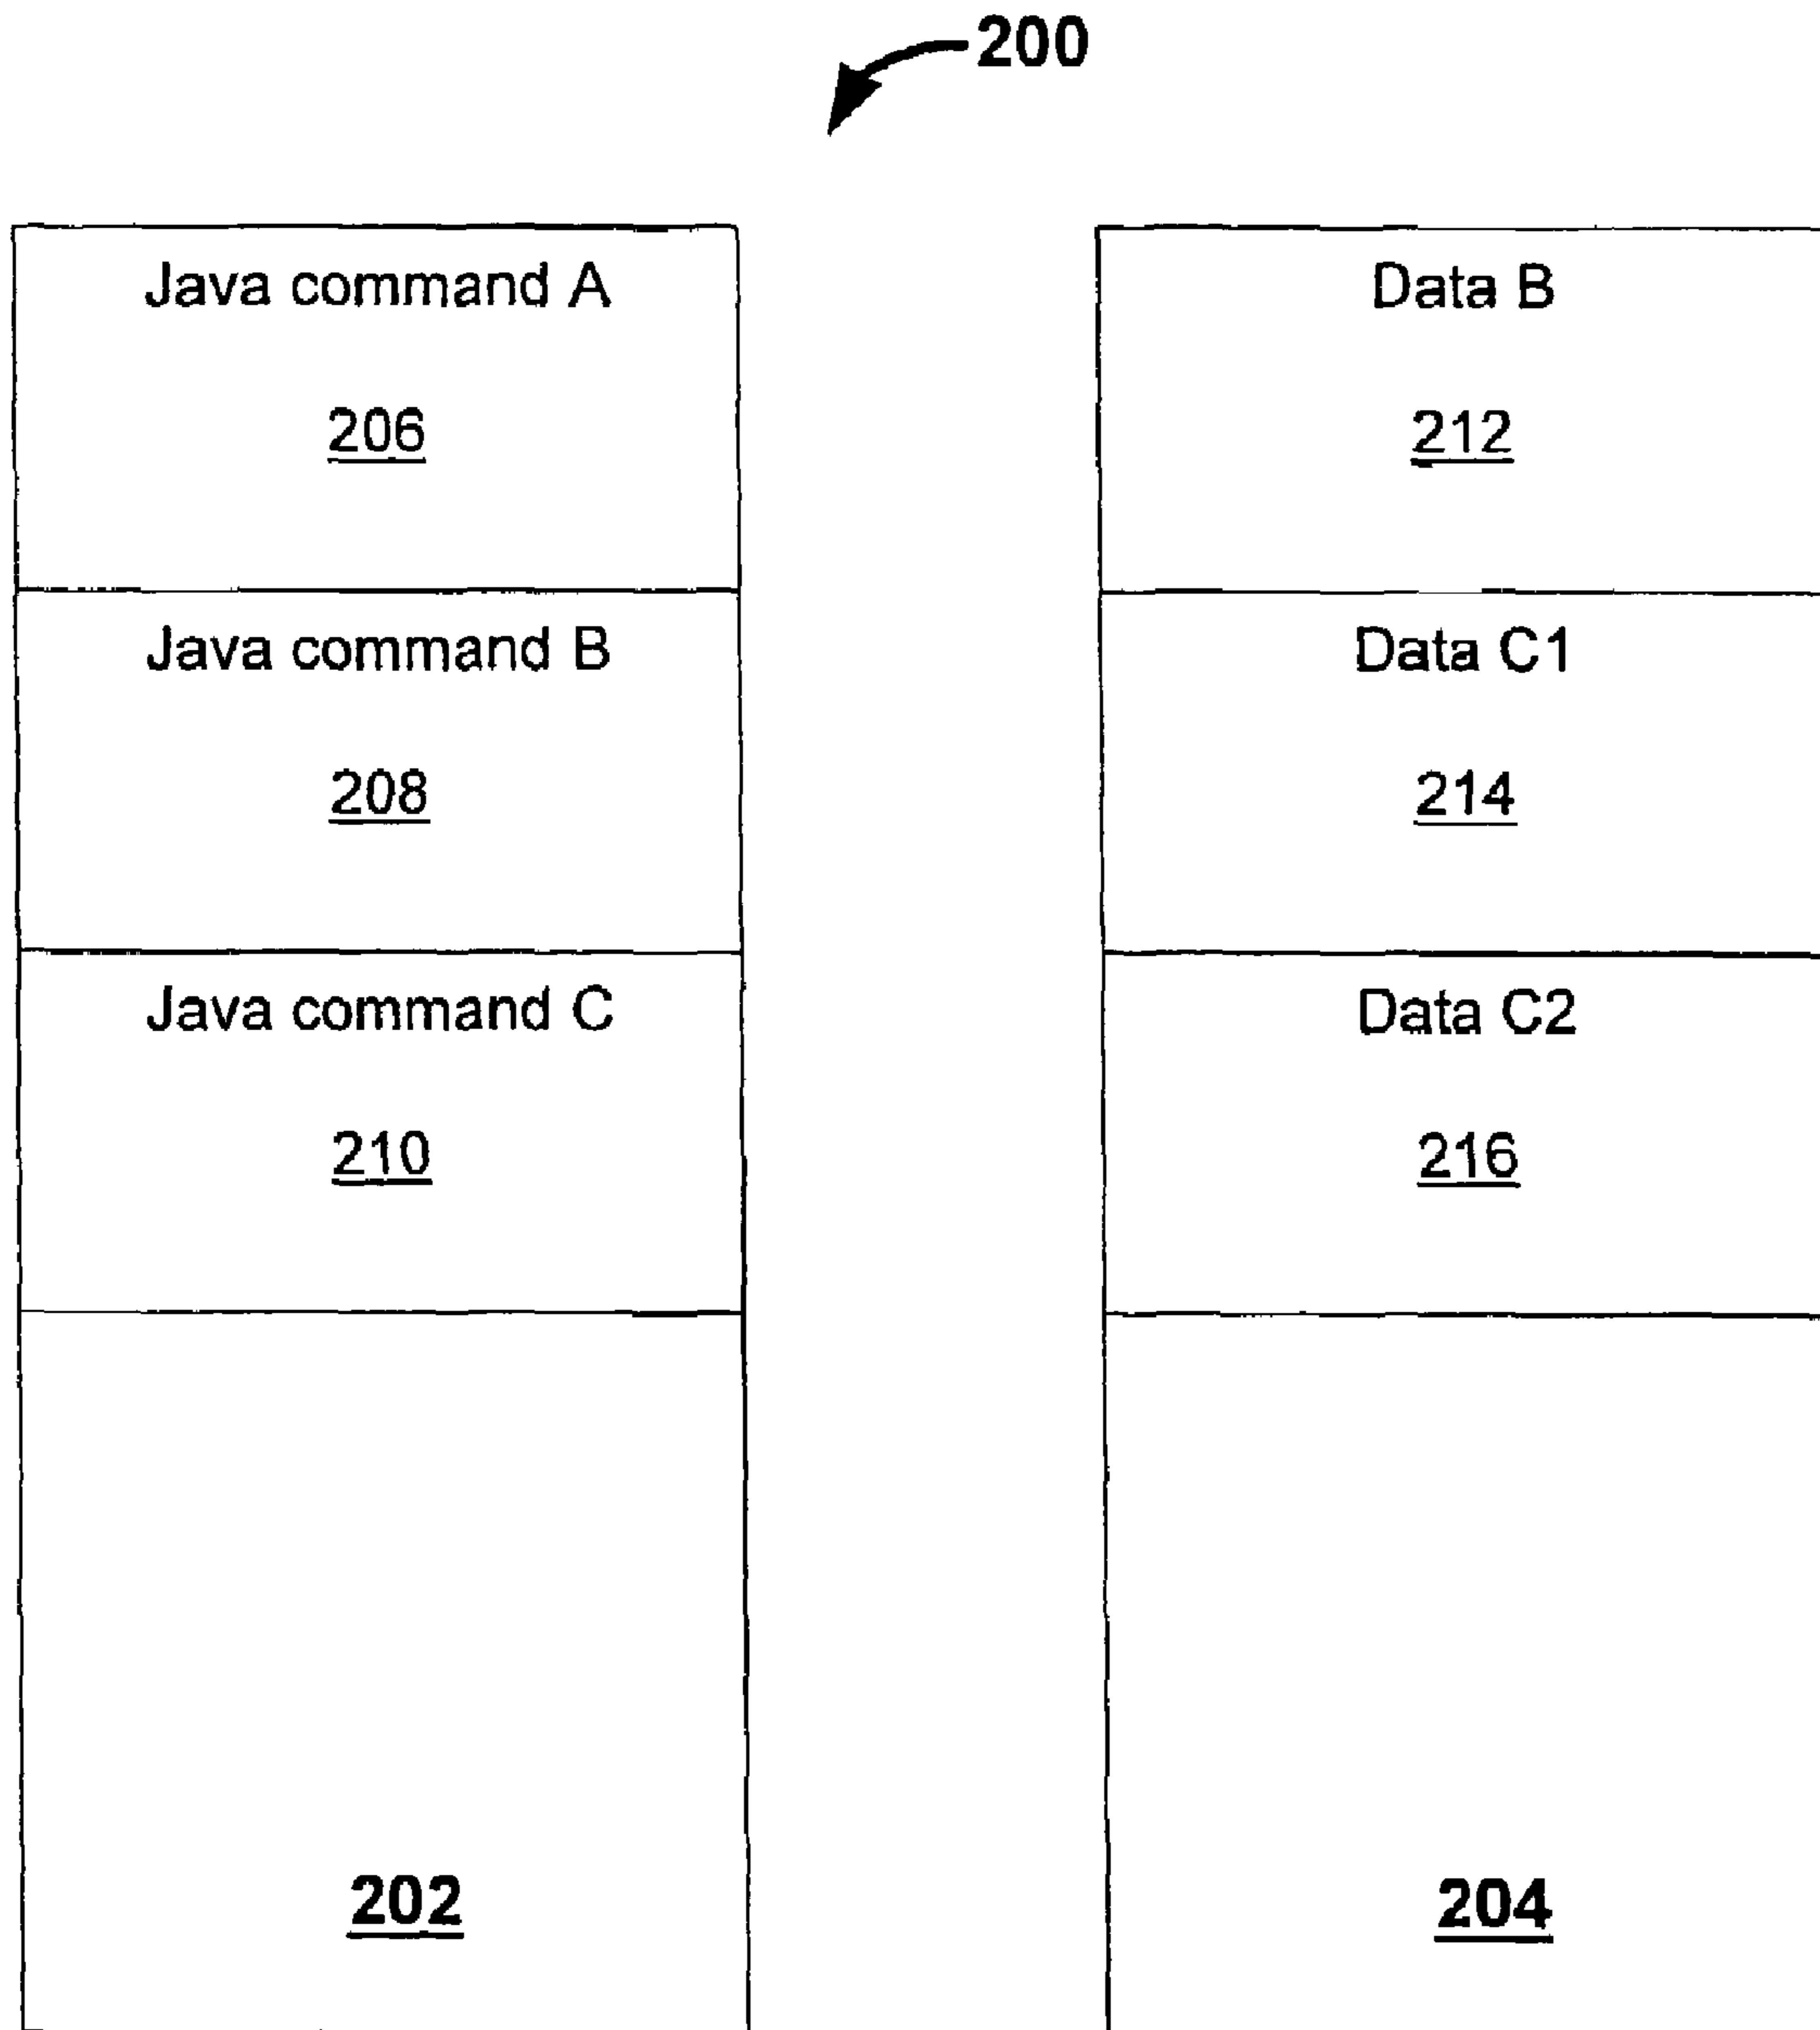 200
Java command A
206
Java command B
208
Java command C
210
202
Data B
212
Data C1
214
Data C2
216
204